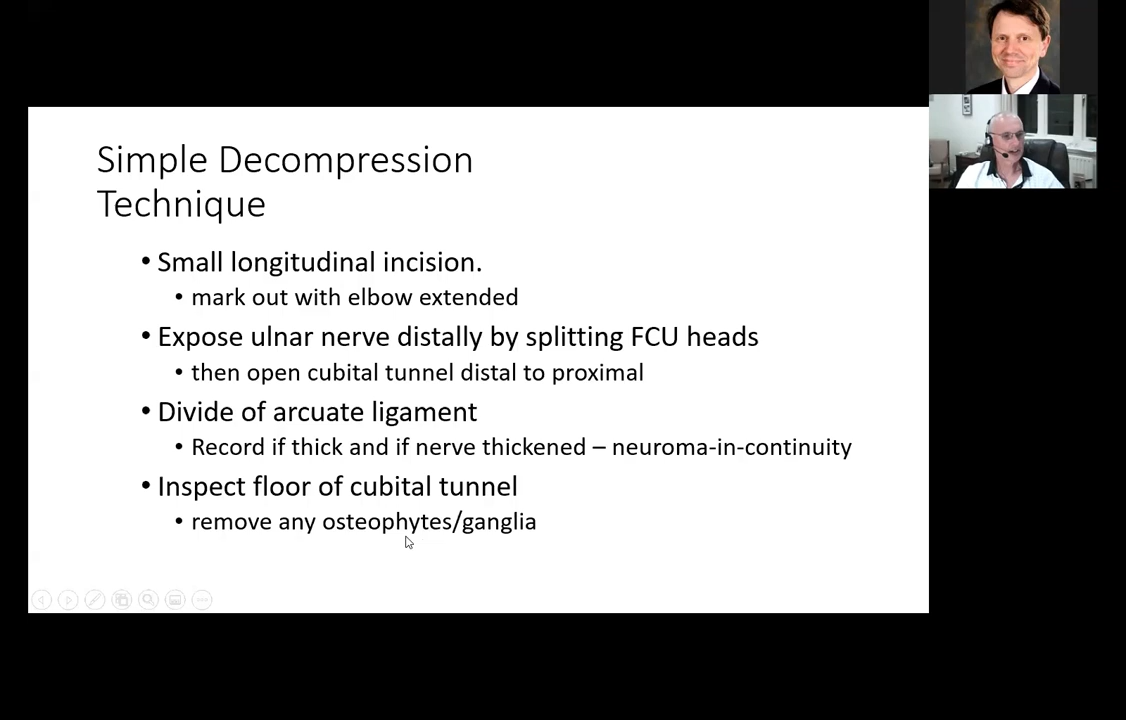 Simple Decompression
Technique
• Small longitudinal incision.
• mark out with elbow extended
• Expose ulnar nerve distally by splitting FCU heads
• then open cubital tunnel distal to proximal
• Divide of arcuate ligament
• Record if thick and if nerve thickened – neuroma-in-continuity
• Inspect floor of cubital tunnel
• remove any osteophytes/ganglia